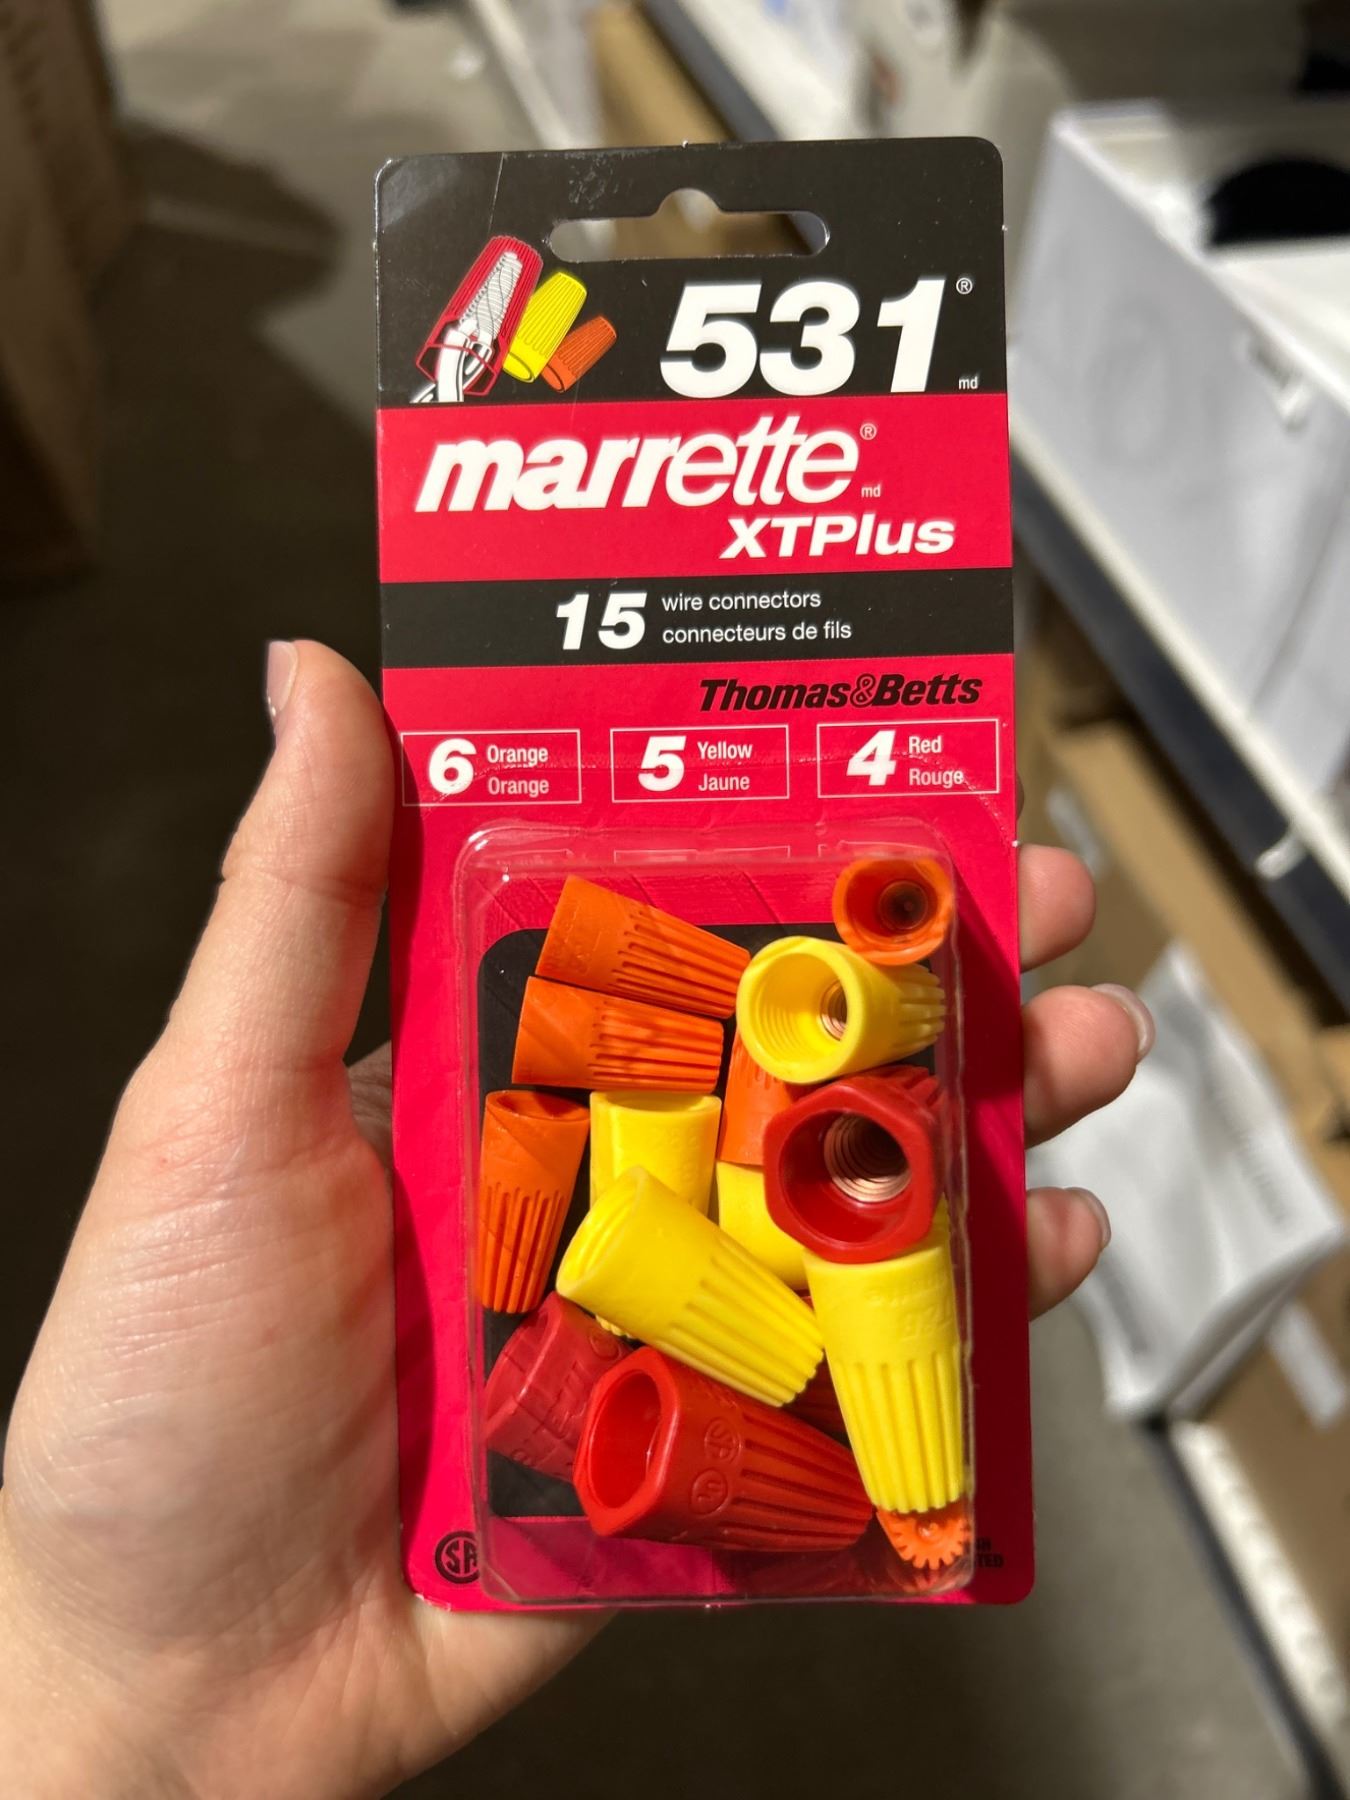 531®
md
marrette®
md
XTPlus
15 wire connectors
connecteurs de fils
Thomas&Betts
6 Orange
Orange
5 Yellow
Jaune
4 Red
Rouge